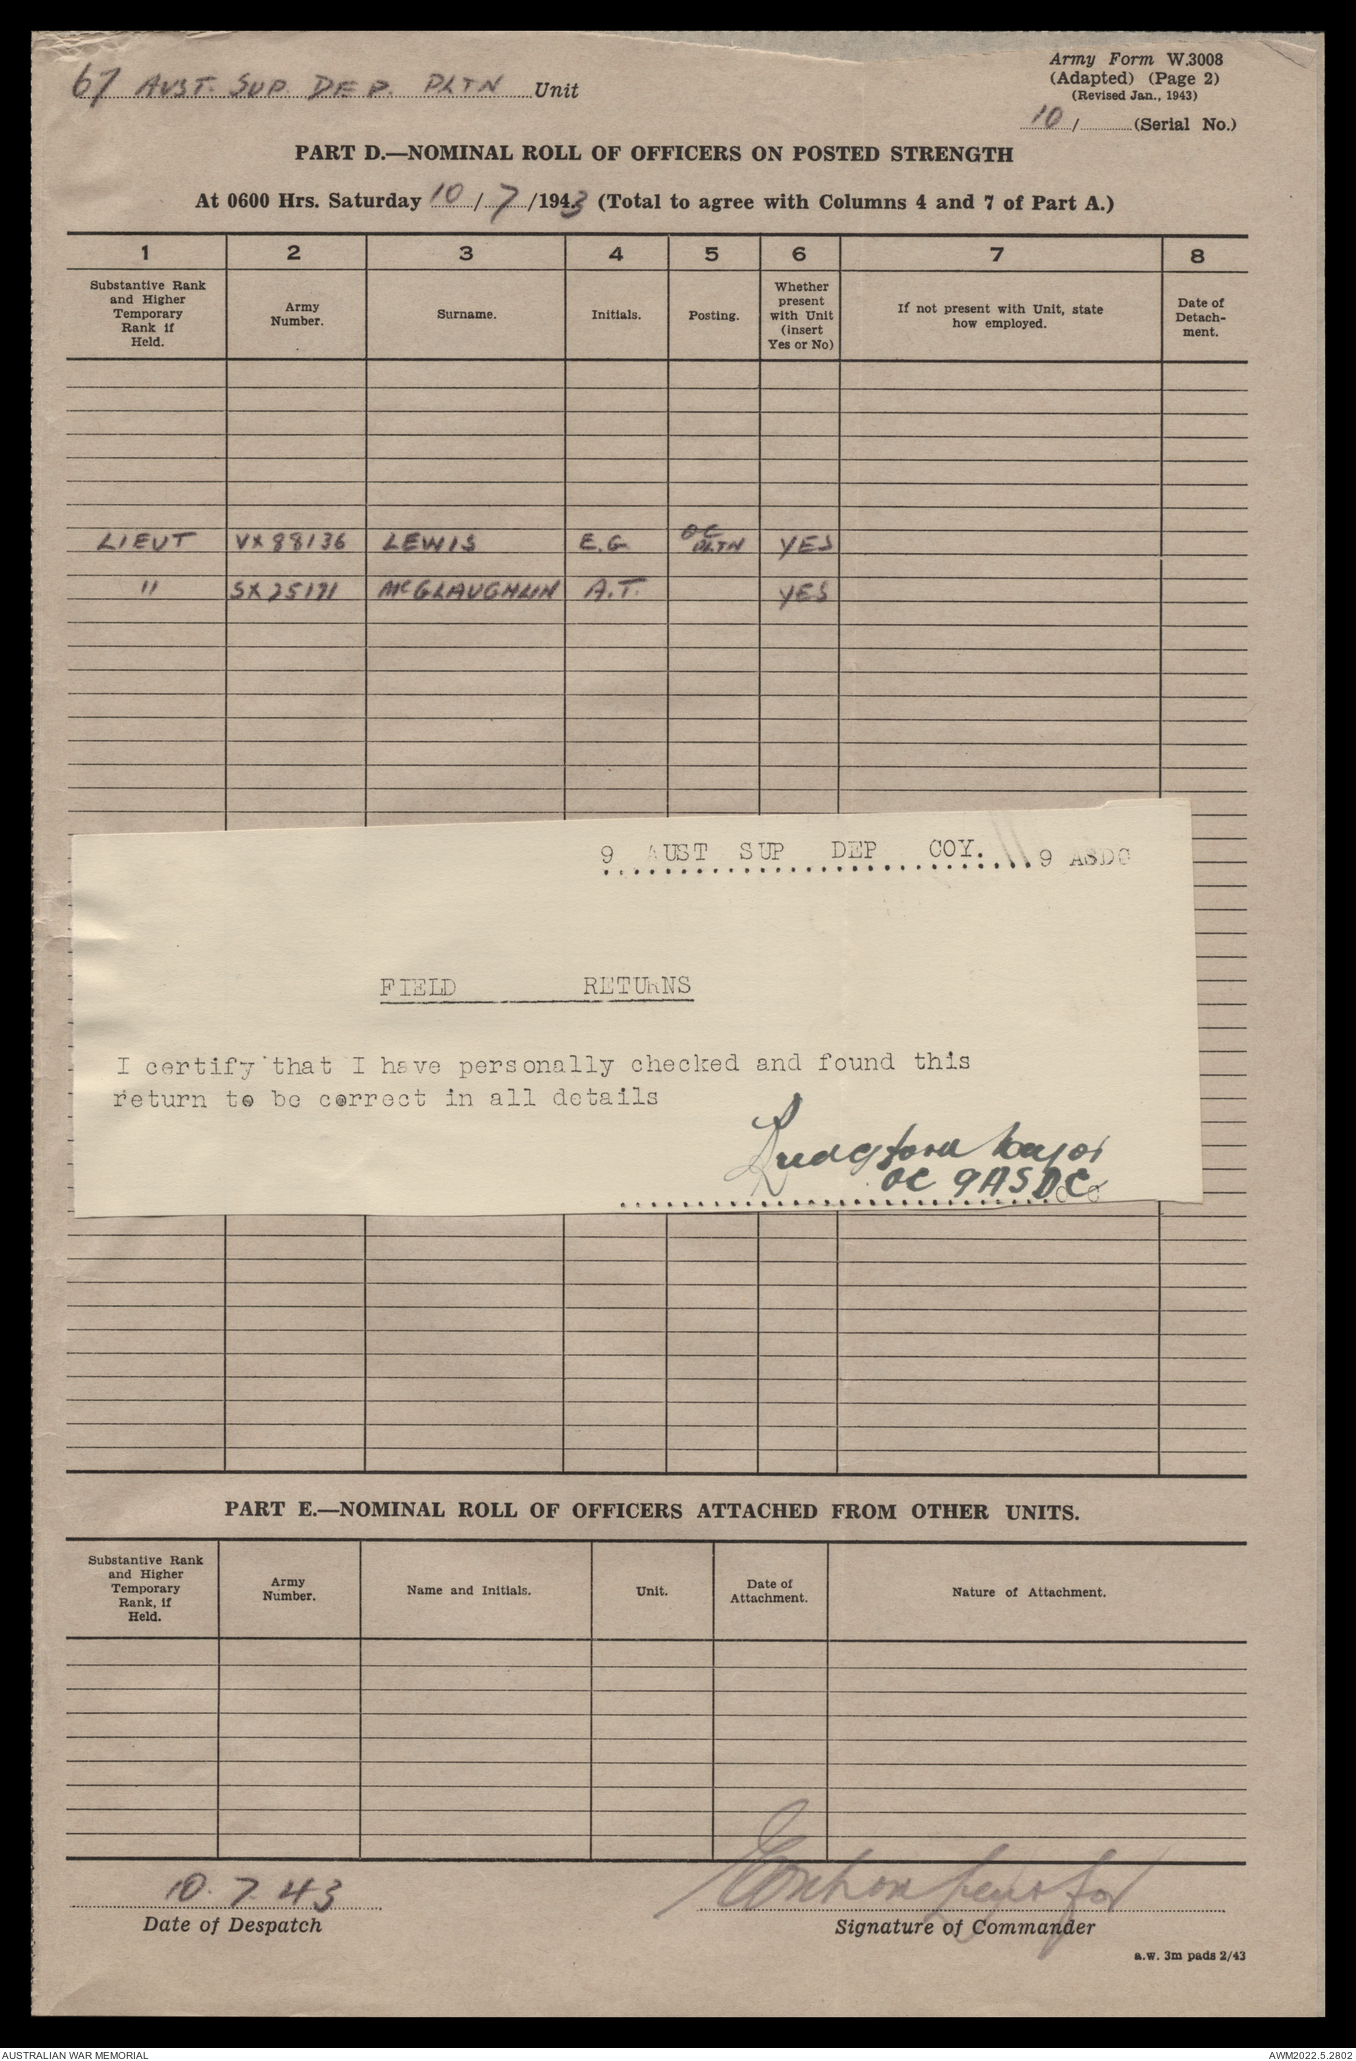 67 AUST. SUP. DEP. PLTN Unit
Army Form W.3008
(Adapted) (Page 2)
(Revised Jan., 1943)
10 / (Serial No.)
PART D.—NOMINAL ROLL OF OFFICERS ON POSTED STRENGTH
At 0600 Hrs. Saturday 10/7/1943 (Total to agree with Columns 4 and 7 of Part A.)
1 2 3 4 5 6 7 8
Substantive Rank and Higher Temporary Rank if Held. Army Number. Surname. Initials. Posting. Whether present with Unit (insert Yes or No) If not present with Unit, state how employed. Date of Detach-ment.
LIEUT VX88136 LEWIS E.G. OC PLTN YES
" SX25191 McGLAUGHLIN A.T. YES
9 AUST SUP DEP COY. 9 ASDC
FIELD RETURNS
I certify that I have personally checked and found this
return to be correct in all details
Major
OC 9ASDC
PART E.—NOMINAL ROLL OF OFFICERS ATTACHED FROM OTHER UNITS.
Substantive Rank and Higher Temporary Rank, if Held. Army Number. Name and Initials. Unit. Date of Attachment. Nature of Attachment.
10.7.43
Date of Despatch
Signature of Commander
a.w. 3m pads 2/43
AUSTRALIAN WAR MEMORIAL
AWM2022.5.2802